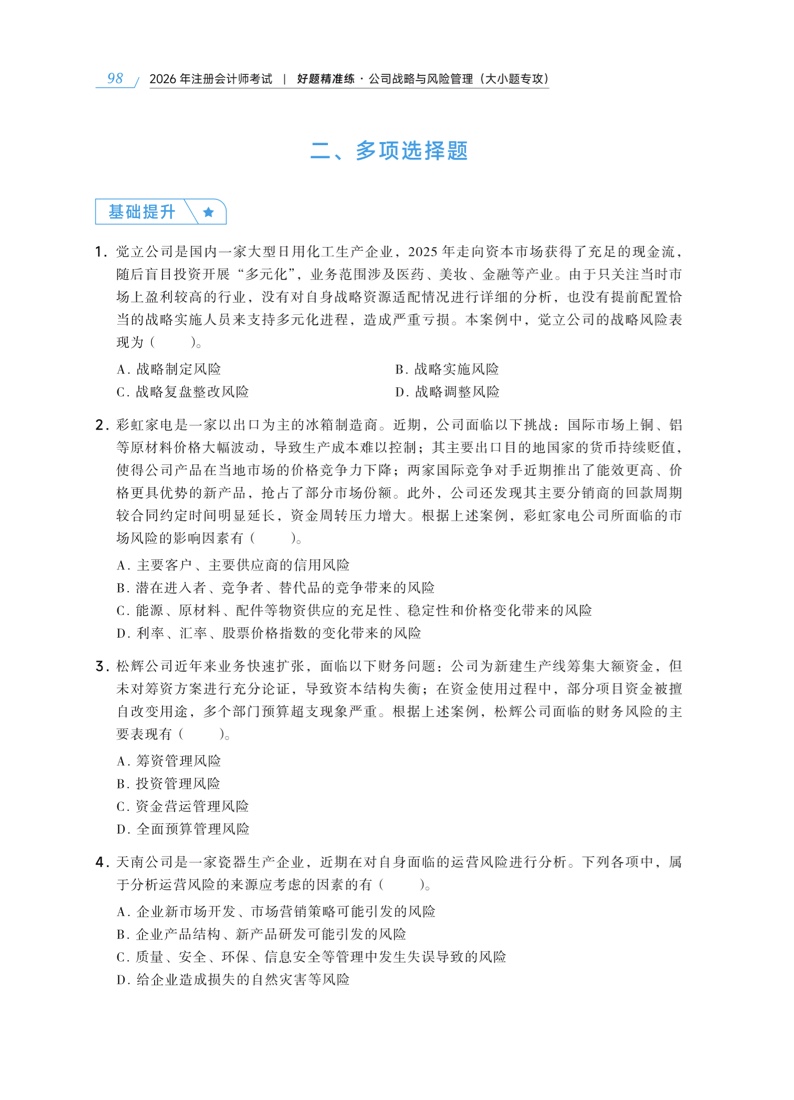 98 2026 年注册会计师考试 | 好题精准练·公司战略与风险管理（大小题专攻）
二、多项选择题
基础提升
1. 觉立公司是国内一家大型日用化工生产企业，2025 年走向资本市场获得了充足的现金流，
随后盲目投资开展“多元化”，业务范围涉及医药、美妆、金融等产业。由于只关注当时市
场上盈利较高的行业，没有对自身战略资源适配情况进行详细的分析，也没有提前配置恰
当的战略实施人员来支持多元化进程，造成严重亏损。本案例中，觉立公司的战略风险表
现为（　　）。
A. 战略制定风险 B. 战略实施风险
C. 战略复盘整改风险 D. 战略调整风险
2. 彩虹家电是一家以出口为主的冰箱制造商。近期，公司面临以下挑战：国际市场上铜、铝
等原材料价格大幅波动，导致生产成本难以控制；其主要出口目的地国家的货币持续贬值，
使得公司产品在当地市场的价格竞争力下降；两家国际竞争对手近期推出了能效更高、价
格更具优势的新产品，抢占了部分市场份额。此外，公司还发现其主要分销商的回款周期
较合同约定时间明显延长，资金周转压力增大。根据上述案例，彩虹家电公司所面临的市
场风险的影响因素有（　　）。
A. 主要客户、主要供应商的信用风险
B. 潜在进入者、竞争者、替代品的竞争带来的风险
C. 能源、原材料、配件等物资供应的充足性、稳定性和价格变化带来的风险
D. 利率、汇率、股票价格指数的变化带来的风险
3. 松辉公司近年来业务快速扩张，面临以下财务问题：公司为新建生产线筹集大额资金，但
未对筹资方案进行充分论证，导致资本结构失衡；在资金使用过程中，部分项目资金被擅
自改变用途，多个部门预算超支现象严重。根据上述案例，松辉公司面临的财务风险的主
要表现有（　　）。
A. 筹资管理风险
B. 投资管理风险
C. 资金营运管理风险
D. 全面预算管理风险
4. 天南公司是一家瓷器生产企业，近期在对自身面临的运营风险进行分析。下列各项中，属
于分析运营风险的来源应考虑的因素的有（　　）。
A. 企业新市场开发、市场营销策略可能引发的风险
B. 企业产品结构、新产品研发可能引发的风险
C. 质量、安全、环保、信息安全等管理中发生失误导致的风险
D. 给企业造成损失的自然灾害等风险